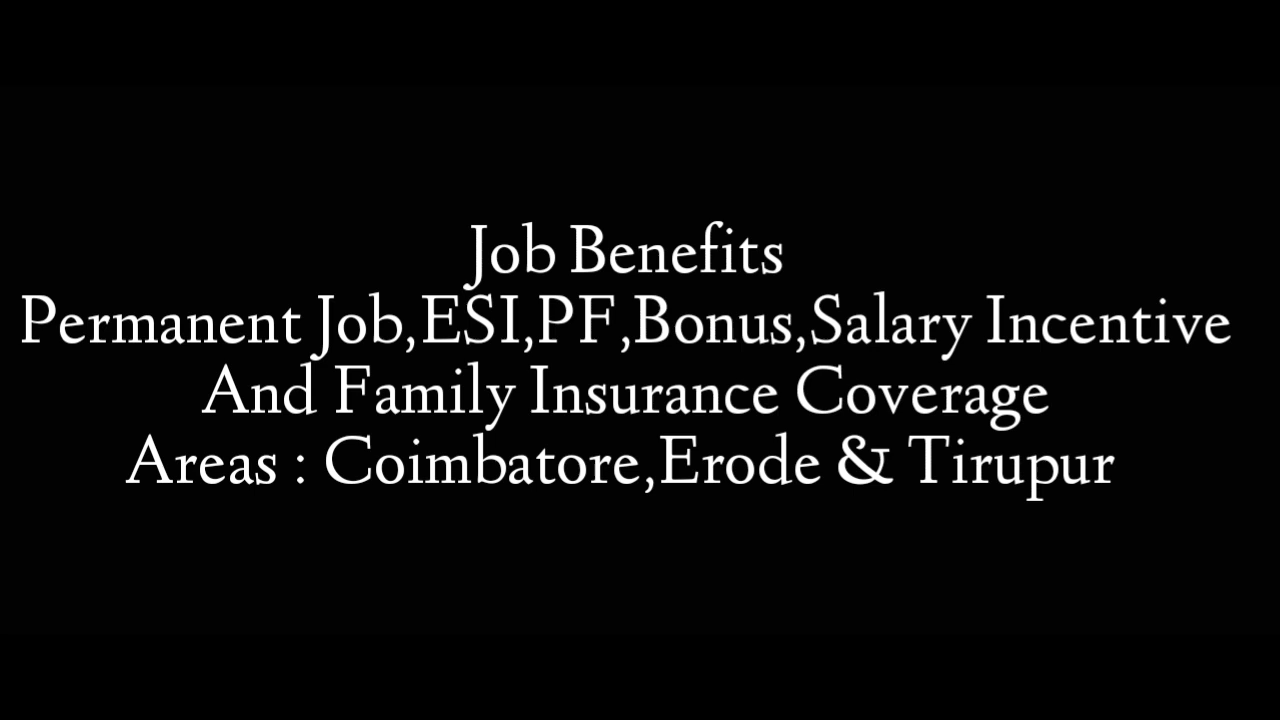 Job Benefits
Permanent Job,ESI,PF,Bonus,Salary Incentive
And Family Insurance Coverage
Areas : Coimbatore,Erode & Tirupur